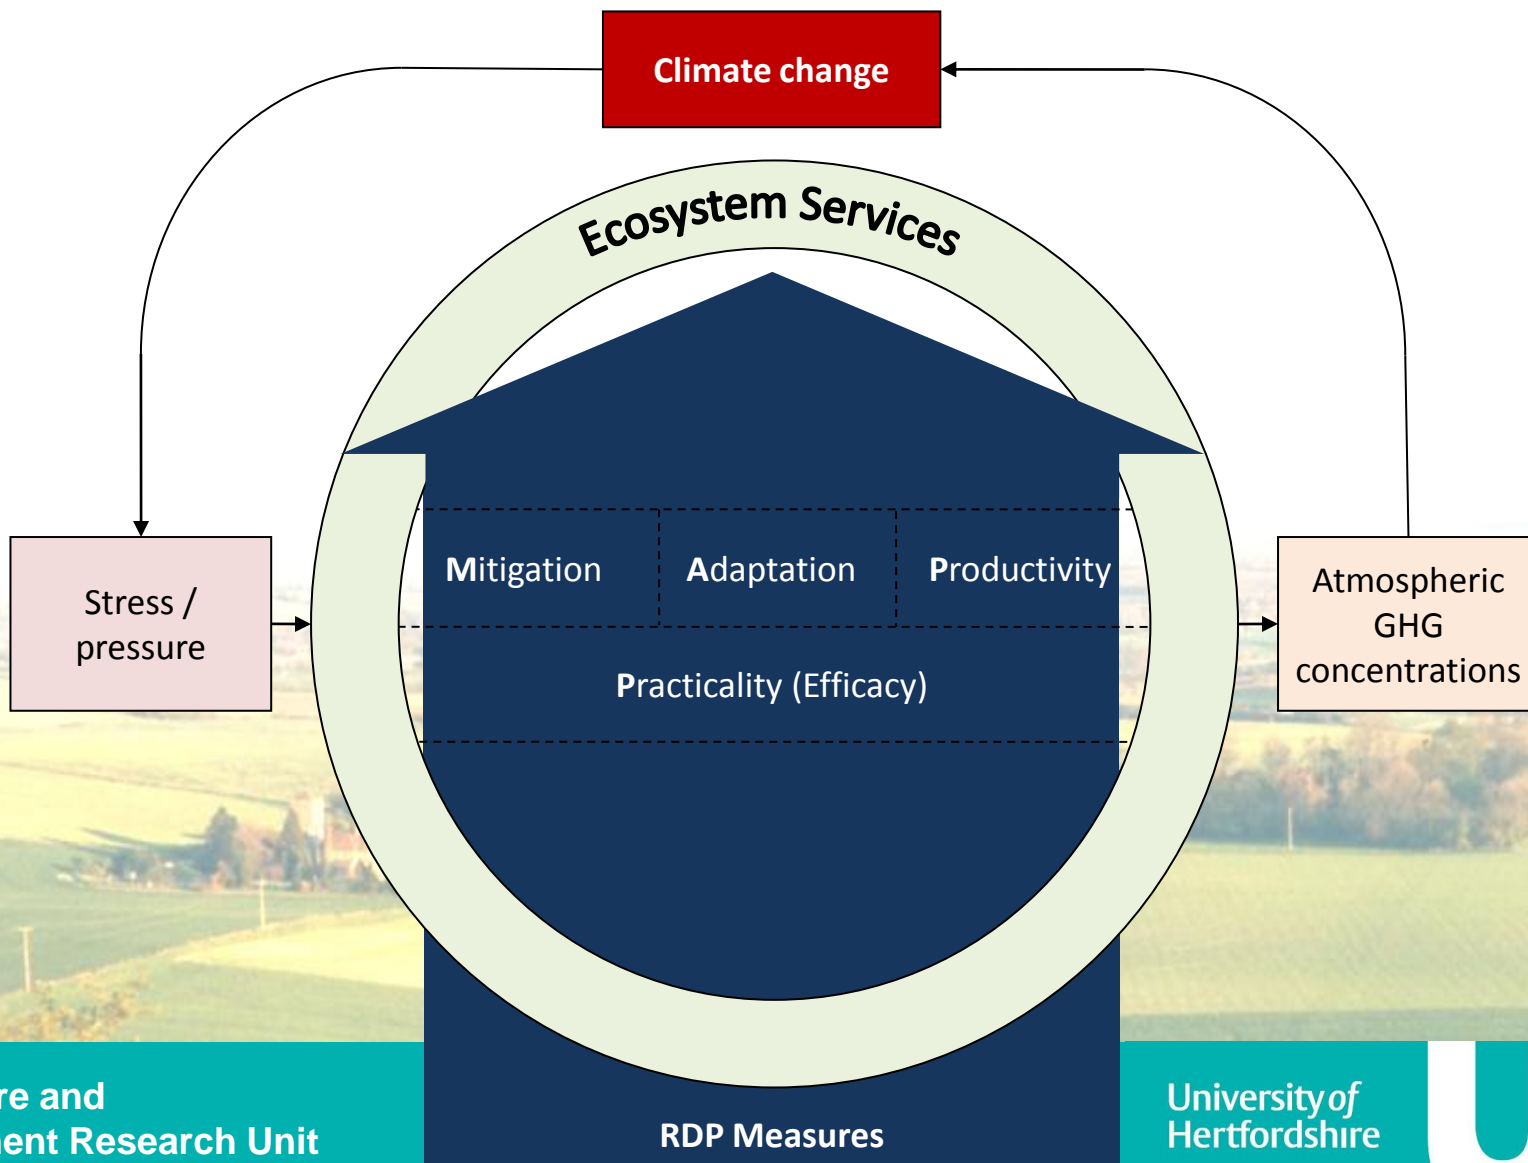 Climate change
Ecosystem Services
Mitigation
Adaptation
Productivity
Stress /
pressure
Atmospheric
GHG
concentrations
Practicality (Efficacy)
re and
ment Research Unit
RDP Measures
University of
Hertfordshire
U